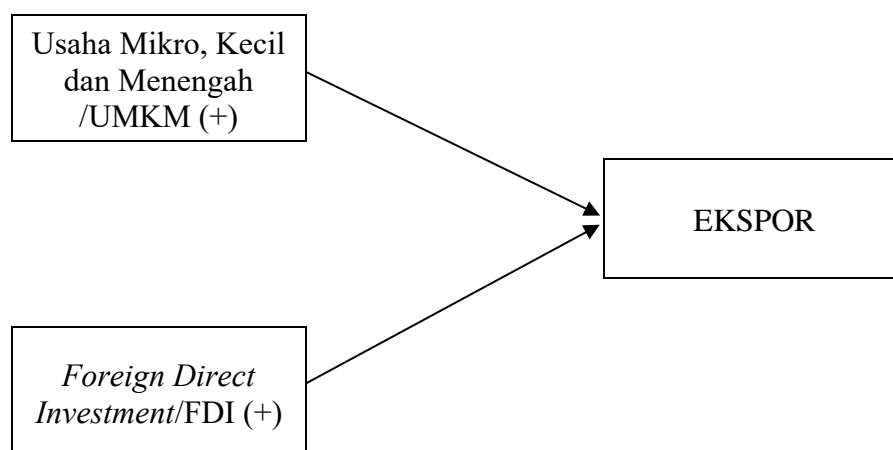 Usaha Mikro, Kecil
dan Menengah
/UMKM (+)
EKSPOR
Foreign Direct
Investment/FDI (+)